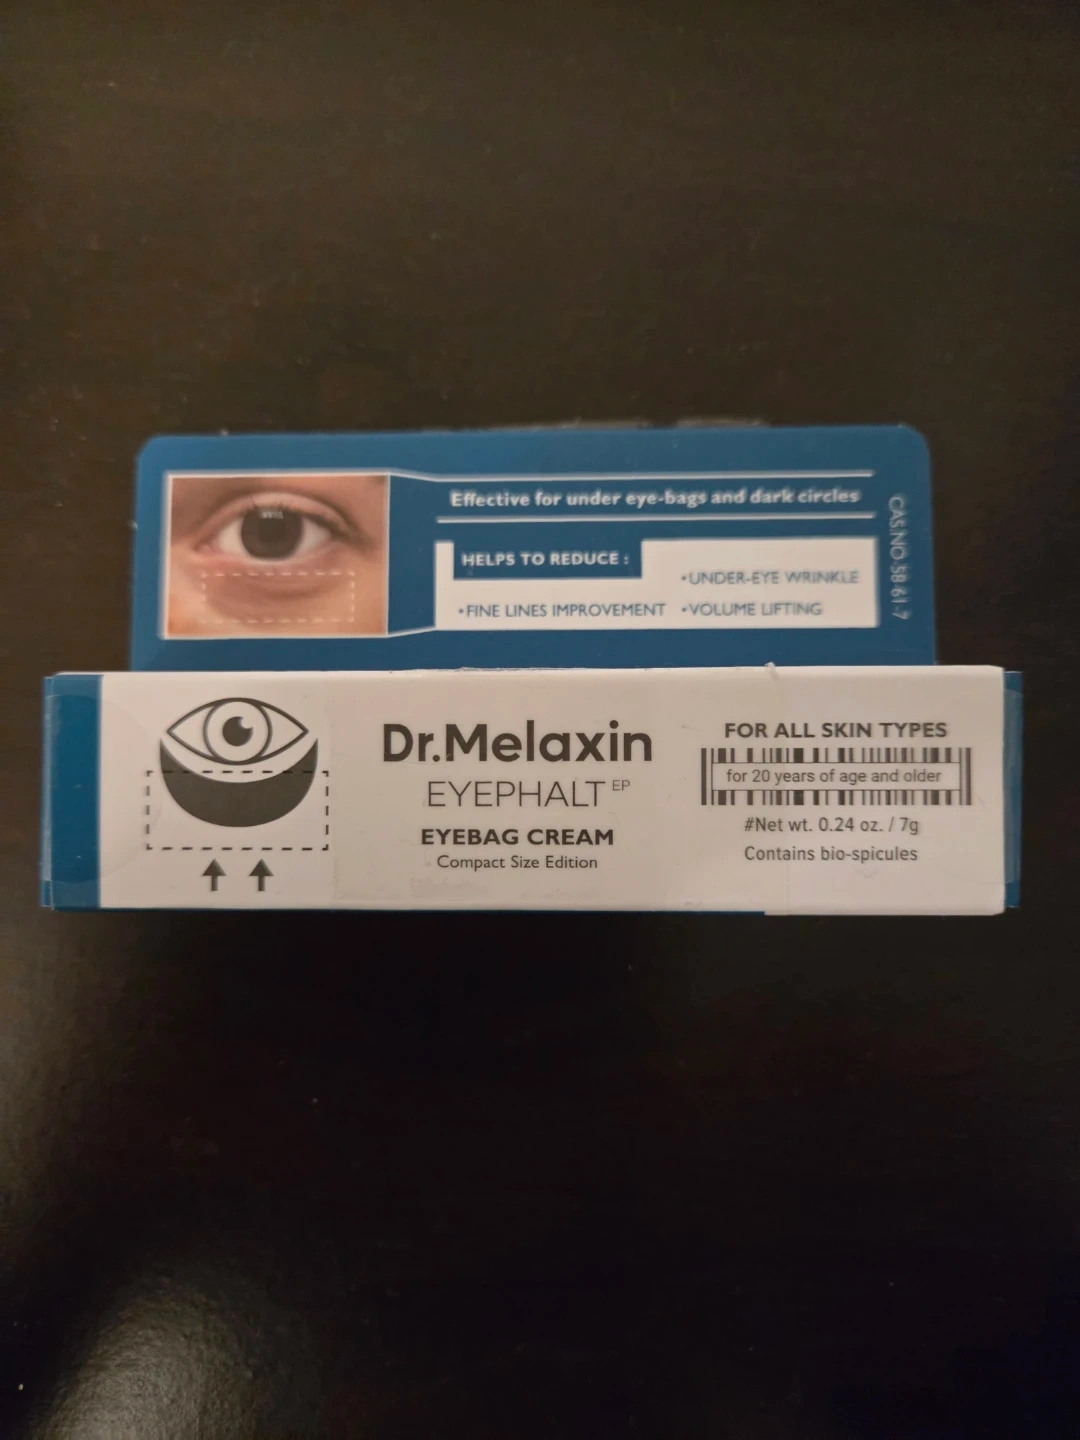 Effective for under eye-bags and dark circles
HELPS TO REDUCE :
•UNDER-EYE WRINKLE
•FINE LINES IMPROVEMENT •VOLUME LIFTING
CAS NO.58-61-7
Dr.Melaxin
EYEPHALT EP
EYEBAG CREAM
Compact Size Edition
FOR ALL SKIN TYPES
for 20 years of age and older
#Net wt. 0.24 oz. / 7g
Contains bio-spicules